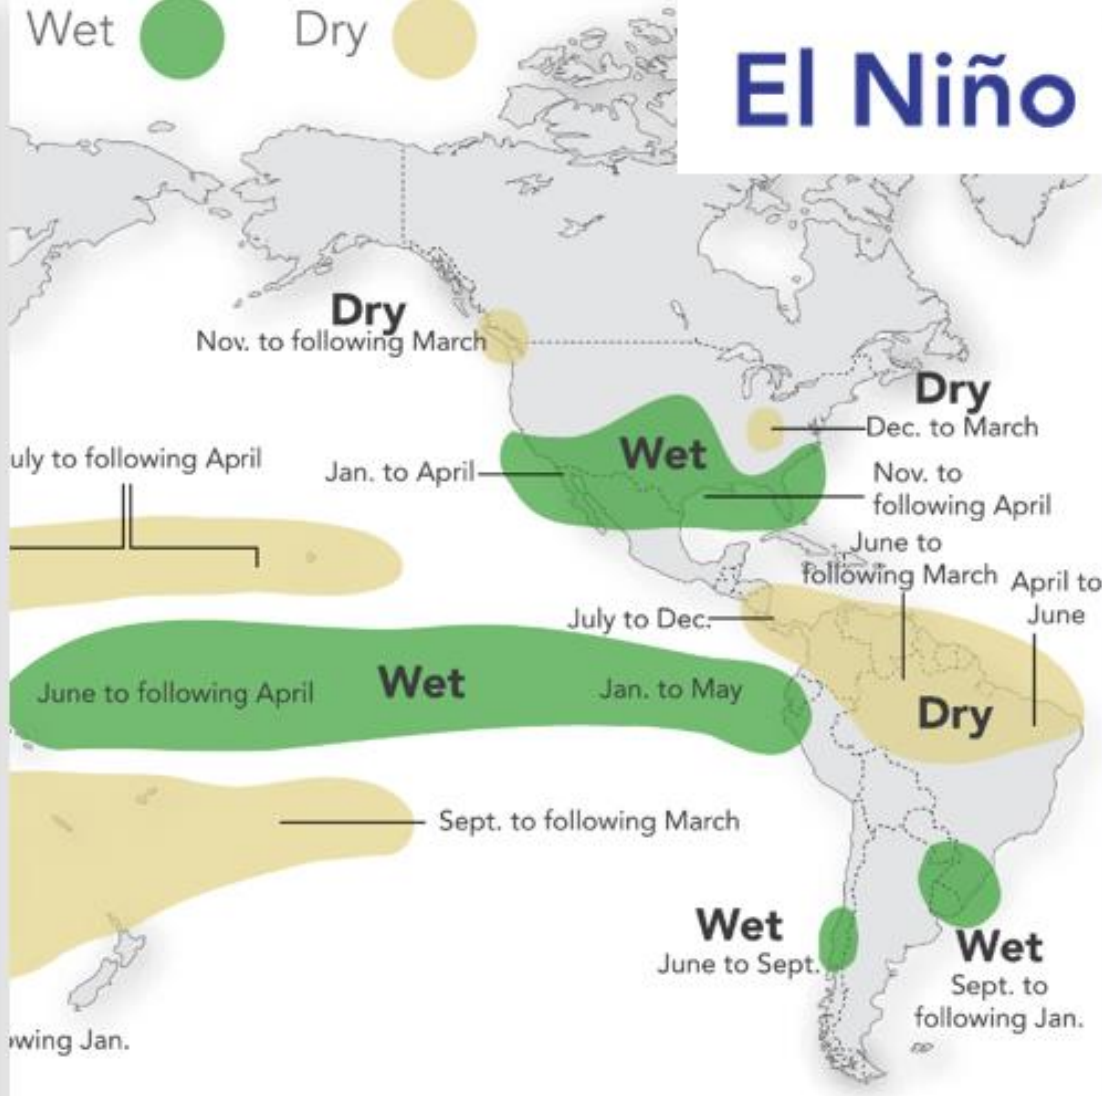 Wet
Dry
El Niño
Dry
Nov. to following March
Dry
Dec. to March
uly to following April
Jan. to April
Wet
Nov. to
following April
June to
following March
April to
June
July to Dec.
June to following April
Wet
Jan. to May
Dry
Sept. to following March
Wet
June to Sept.
Wet
Sept. to
following Jan.
owing Jan.